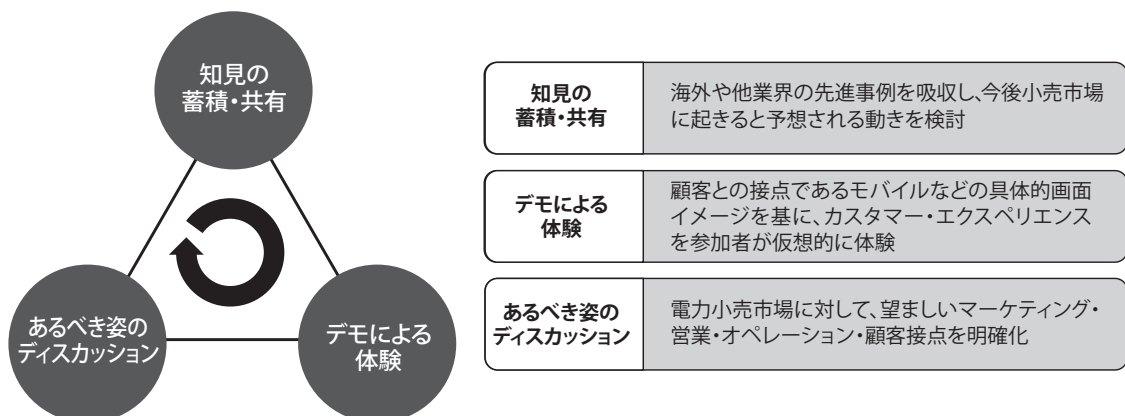 知見の
蓄積・共有
あるべき姿の
ディスカッション
デモによる
体験
知見の
蓄積・共有
海外や他業界の先進事例を吸収し、今後小売市場
に起きると予想される動きを検討
デモによる
体験
顧客との接点であるモバイルなどの具体的画面
イメージを基に、カスタマー・エクスペリエンス
を参加者が仮想的に体験
あるべき姿の
ディスカッション
電力小売市場に対して、望ましいマーケティング・
営業・オペレーション・顧客接点を明確化